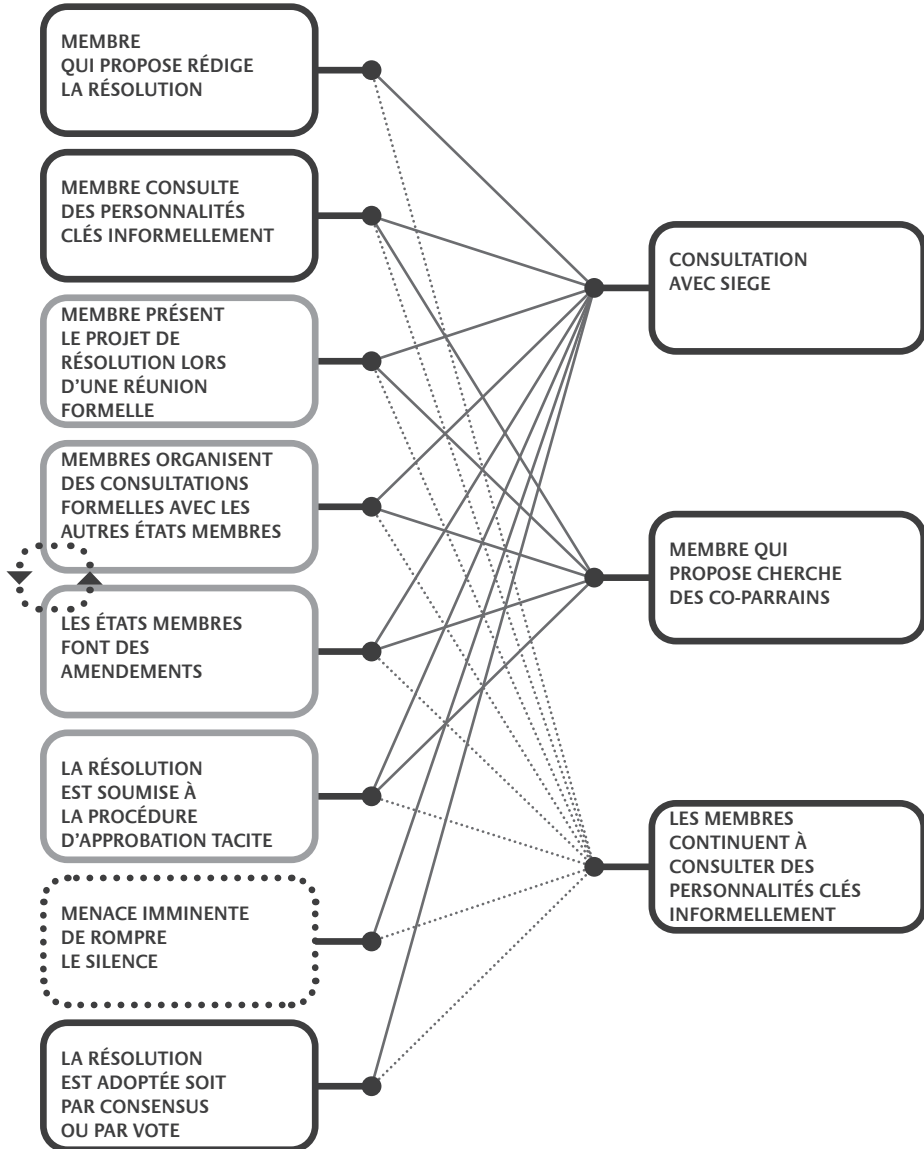 MEMBRE
QUI PROPOSE RÉDIGE
LA RÉSOLUTION
MEMBRE CONSULTE
DES PERSONNALITÉS
CLÉS INFORMELLEMENT
MEMBRE PRÉSENT
LE PROJET DE
RÉSOLUTION LORS
D'UNE RÉUNION
FORMELLE
MEMBRES ORGANISENT
DES CONSULTATIONS
FORMELLES AVEC LES
AUTRES ÉTATS MEMBRES
LES ÉTATS MEMBRES
FONT DES
AMENDEMENTS
LA RÉSOLUTION
EST SOUMISE À
LA PROCÉDURE
D'APPROBATION TACITE
MENACE IMMINENTE
DE ROMPRE
LE SILENCE
LA RÉSOLUTION
EST ADOPTÉE SOIT
PAR CONSENSUS
OU PAR VOTE
CONSULTATION
AVEC SIEGE
MEMBRE QUI
PROPOSE CHERCHE
DES CO-PARRAINS
LES MEMBRES
CONTINUENT À
CONSULTER DES
PERSONNALITÉS CLÉS
INFORMELLEMENT